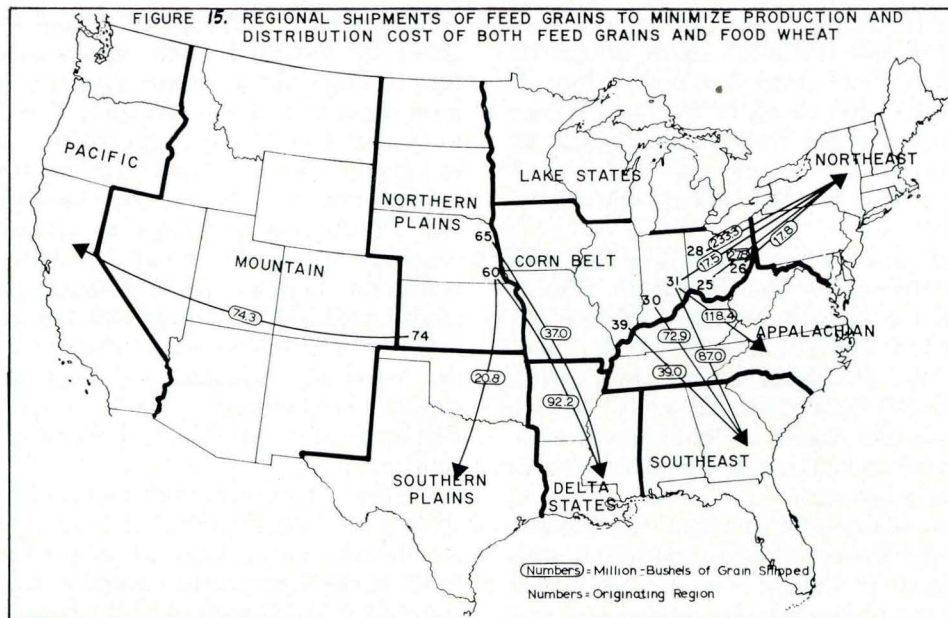 FIGURE 15. REGIONAL SHIPMENTS OF FEED GRAINS TO MINIMIZE PRODUCTION AND
DISTRIBUTION COST OF BOTH FEED GRAINS AND FOOD WHEAT
PACIFIC
MOUNTAIN
NORTHERN
PLAINS
LAKE STATES
NORTHEAST
CORN BELT
APPALACHIAN
SOUTHERN
PLAINS
DELTA
STATES
SOUTHEAST
65
60
74
74.3
20.8
37.0
92.2
28
233.3
17.5
17.8
26
31
25
30
39
118.4
72.9
87.0
39.0
(Numbers) = Million-Bushels of Grain Shipped
Numbers = Originating Region